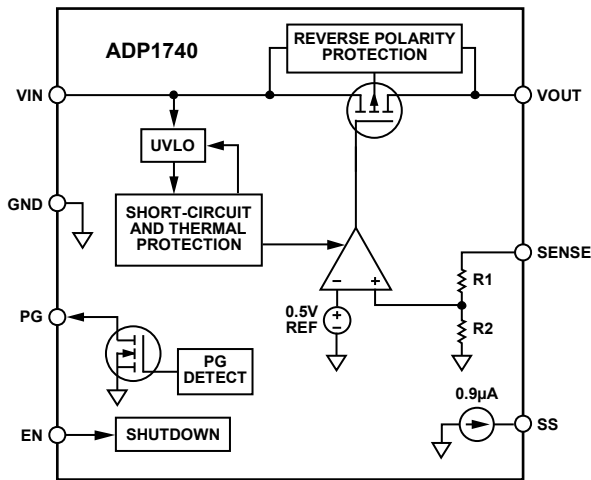 ADP1740
REVERSE POLARITY
PROTECTION
VIN
VOUT
UVLO
GND
SHORT-CIRCUIT
AND THERMAL
PROTECTION
SENSE
R1
–
+
PG
0.5V
REF
+
–
R2
PG
DETECT
0.9µA
EN
SHUTDOWN
SS